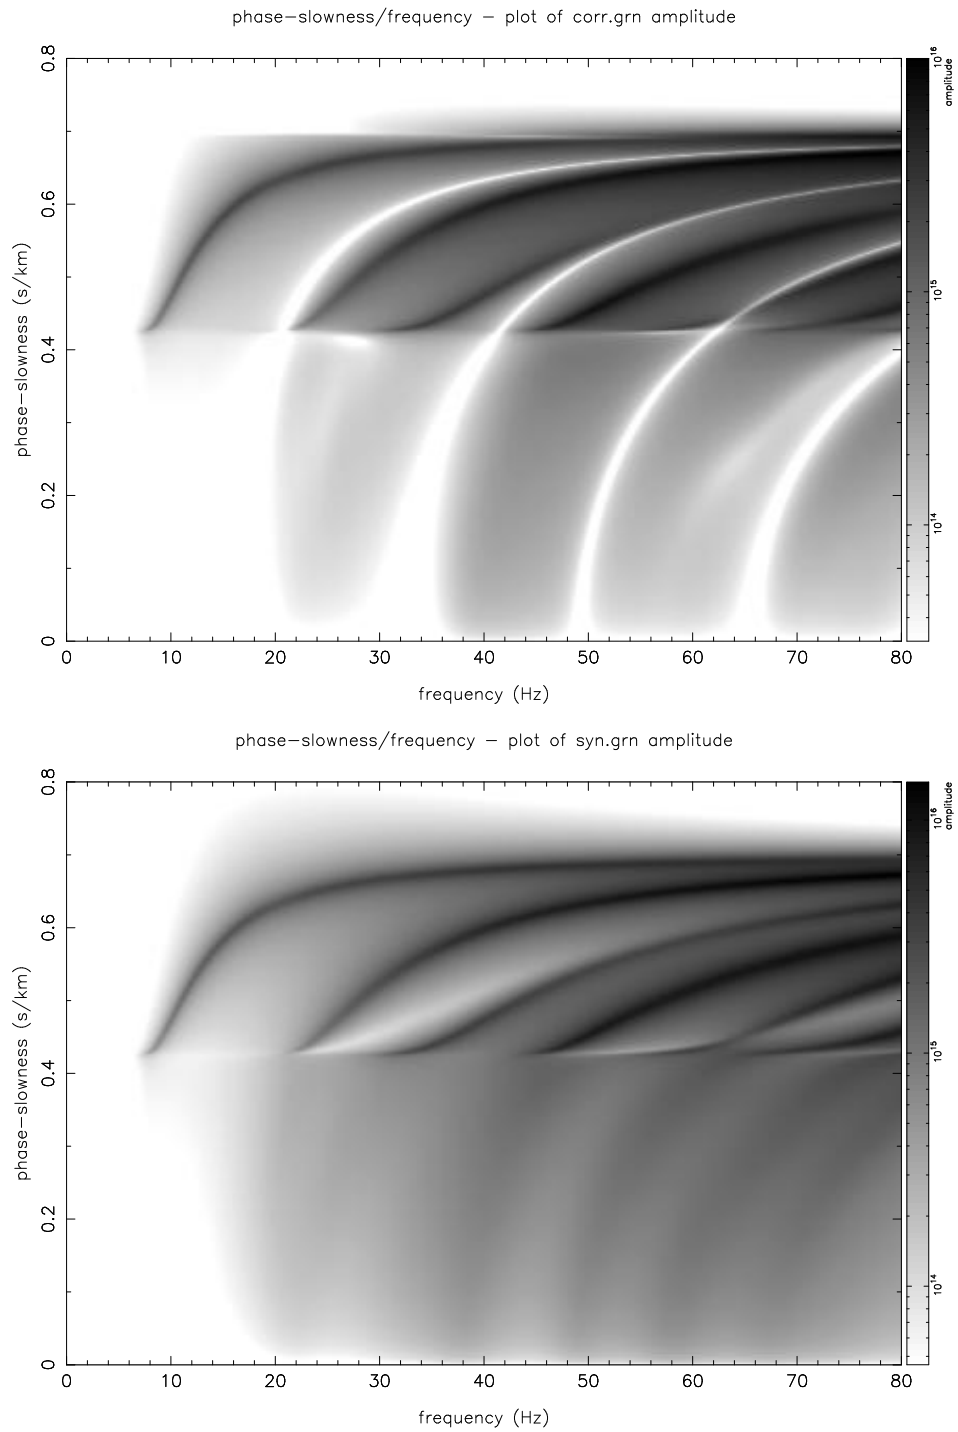 phase-slowness/frequency - plot of corr.grn amplitude
0.8
0.6
0.4
0.2
0
phase-slowness (s/km)
0 10 20 30 40 50 60 70 80
frequency (Hz)
10^16
10^15
10^14
amplitude
phase-slowness/frequency - plot of syn.grn amplitude
0.8
0.6
0.4
0.2
0
phase-slowness (s/km)
0 10 20 30 40 50 60 70 80
frequency (Hz)
10^16
10^15
10^14
amplitude